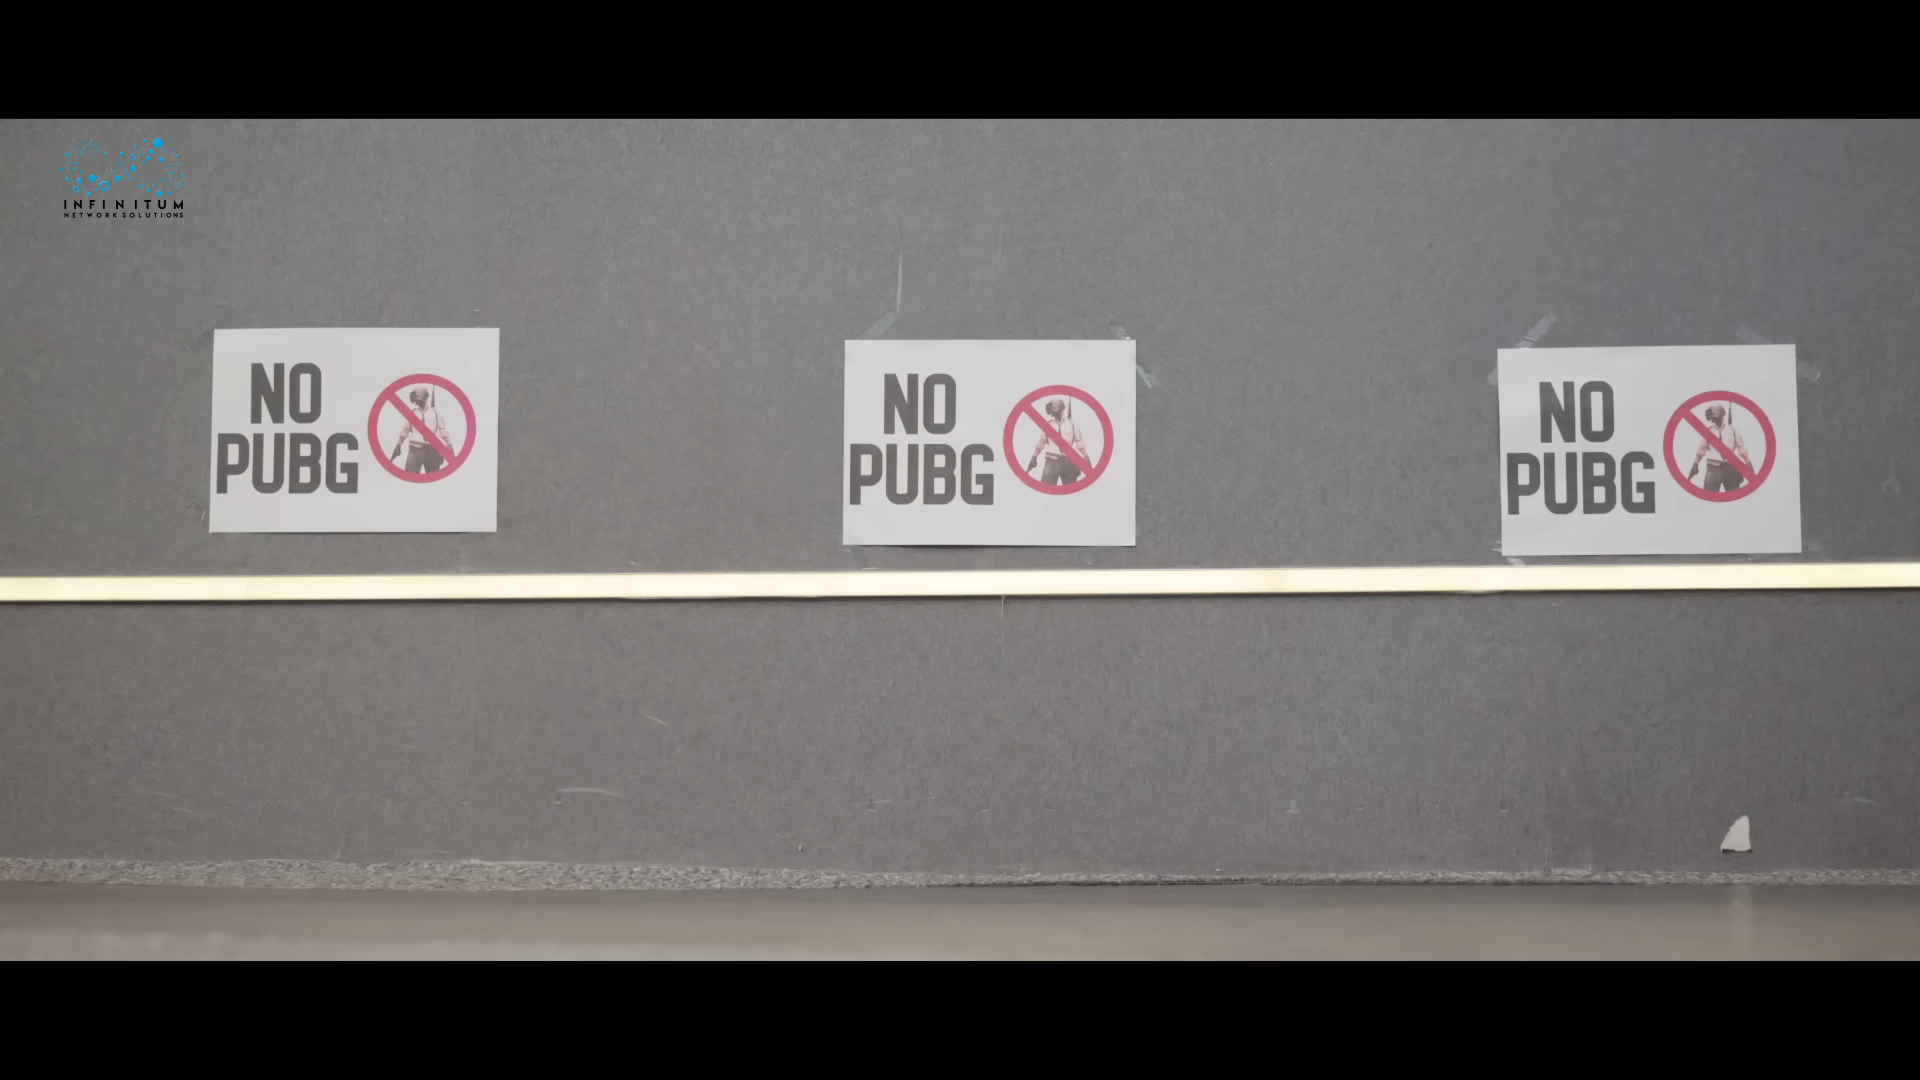 INFINITUM
NETWORK SOLUTIONS
NO
PUBG
NO
PUBG
NO
PUBG